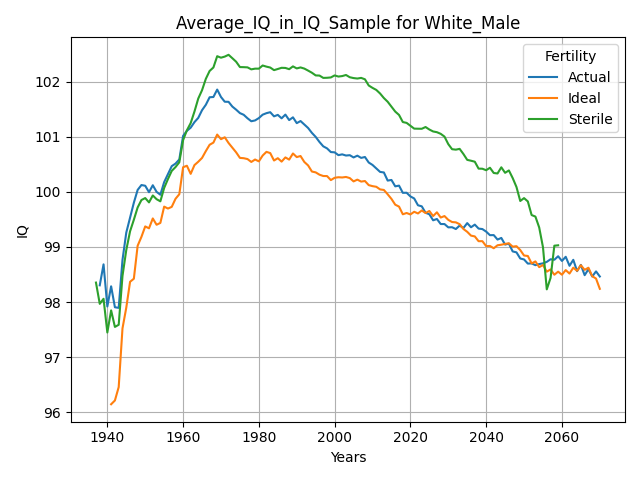 Average_IQ_in_IQ_Sample for White_Male
Fertility
Actual
Ideal
Sterile
IQ
102
101
100
99
98
97
96
1940
1960
1980
2000
2020
2040
2060
Years